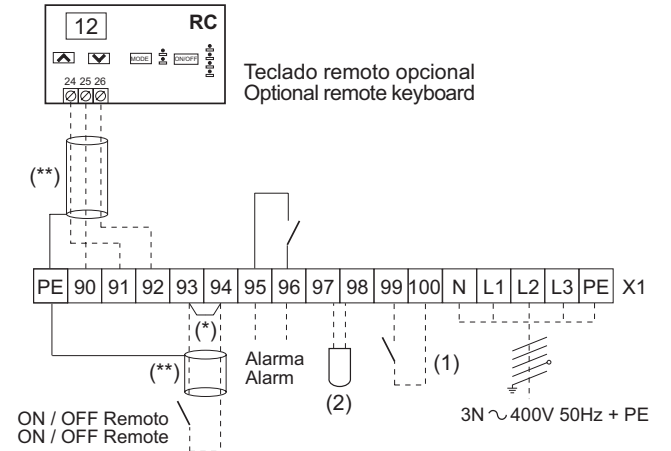 12 RC
MODE ON/OFF
24 25 26
Teclado remoto opcional
Optional remote keyboard
(**)
PE 90 91 92 93 94 95 96 97 98 99 100 N L1 L2 L3 PE X1
(*)
(**)
Alarma
Alarm
(2)
(1)
ON / OFF Remoto
ON / OFF Remote
3N ~ 400V 50Hz + PE